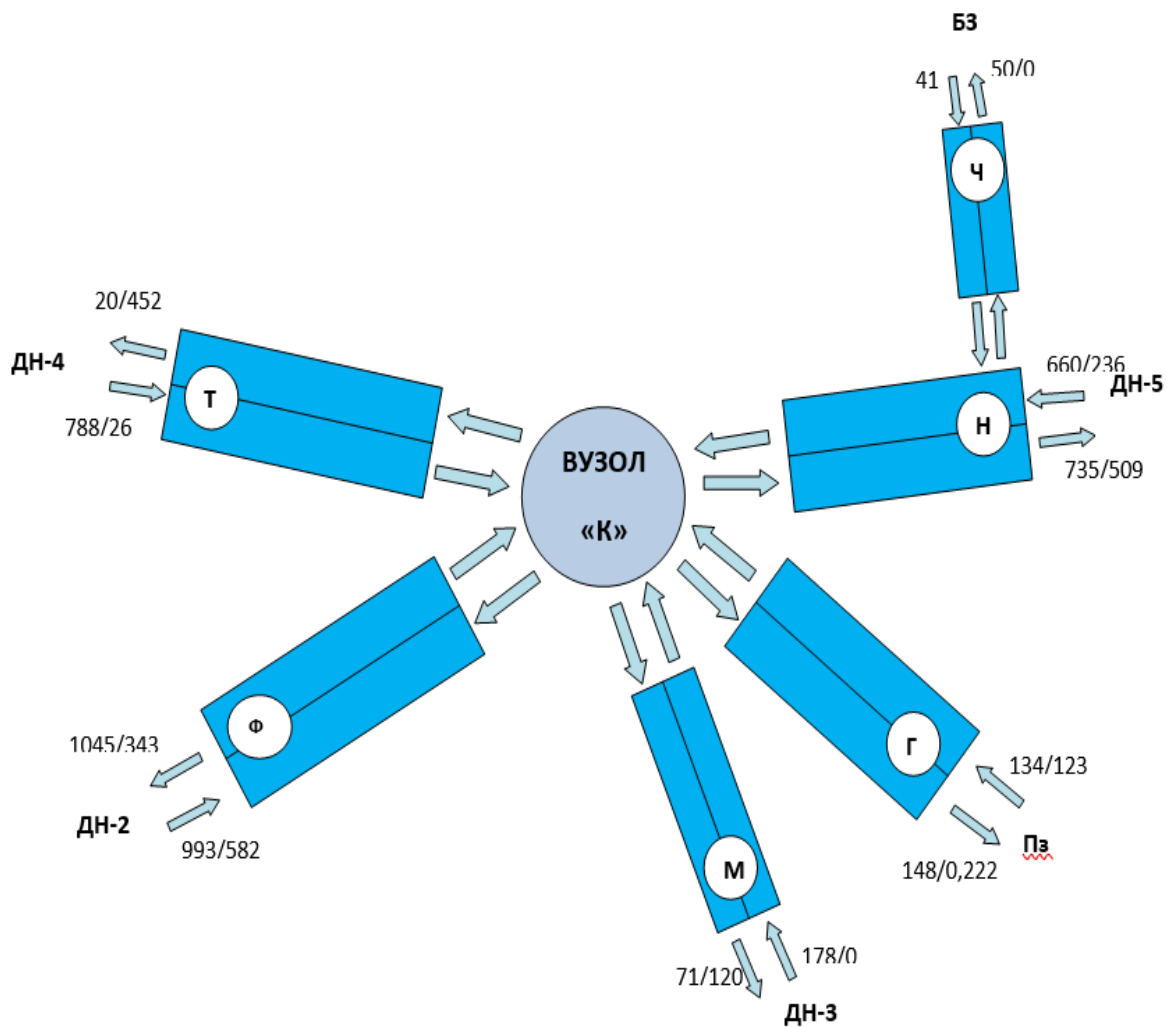 БЗ
41
50/0
Ч
20/452
ДН-4
788/26
Т
ВУЗОЛ
«К»
660/236
ДН-5
Н
735/509
1045/343
ДН-2
993/582
Ф
Г
134/123
Пз
148/0,222
М
178/0
71/120
ДН-3